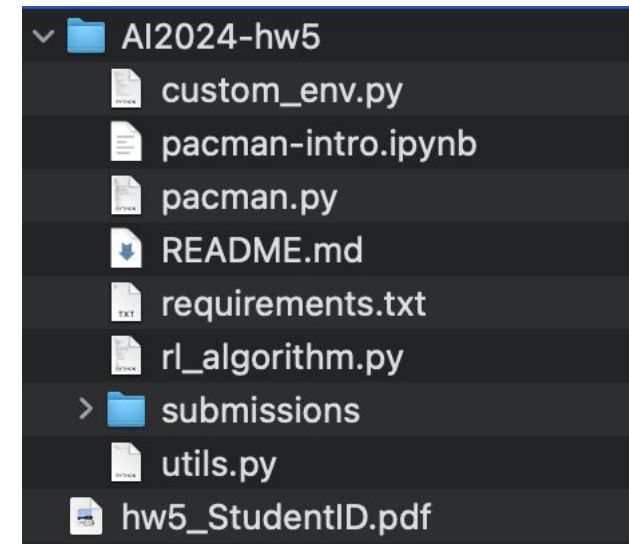 AI2024-hw5
custom_env.py
pacman-intro.ipynb
pacman.py
README.md
TXT
requirements.txt
rl_algorithm.py
submissions
utils.py
hw5_StudentID.pdf